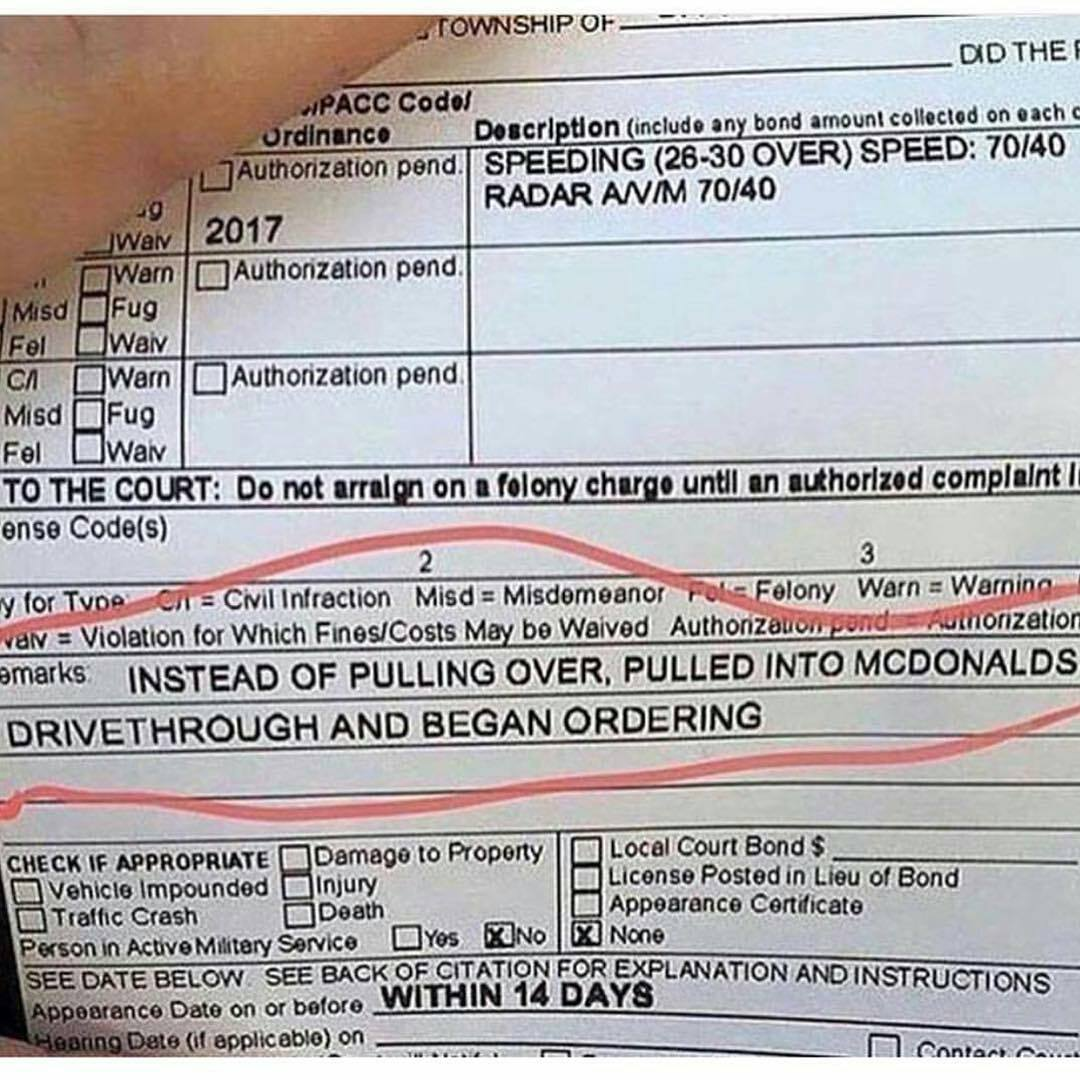 TOWNSHIP OF
DID THE
PACC Code/
Ordinance
Description (include any bond amount collected on each
Authorization pend.
SPEEDING (26-30 OVER) SPEED: 70/40
RADAR A/V/M 70/40
Waiv
2017
Warn
Authorization pend.
Misd
Fug
Fel
Waiv
C/I
Warn
Authorization pend.
Misd
Fug
Fel
Waiv
TO THE COURT: Do not arraign on a felony charge until an authorized complaint
ense Code(s)
2 3
y for Type: C/I = Civil Infraction Misd = Misdemeanor Fel = Felony Warn = Warning
Waiv = Violation for Which Fines/Costs May be Waived Authorization pend = Authorization
emarks: INSTEAD OF PULLING OVER, PULLED INTO MCDONALDS
DRIVETHROUGH AND BEGAN ORDERING
CHECK IF APPROPRIATE
Damage to Property
Local Court Bond $
Vehicle Impounded
Injury
License Posted in Lieu of Bond
Traffic Crash
Death
Appearance Certificate
Person in Active Military Service
Yes
X No
X None
SEE DATE BELOW SEE BACK OF CITATION FOR EXPLANATION AND INSTRUCTIONS
Appearance Date on or before WITHIN 14 DAYS
Hearing Date (if applicable) on
Contact